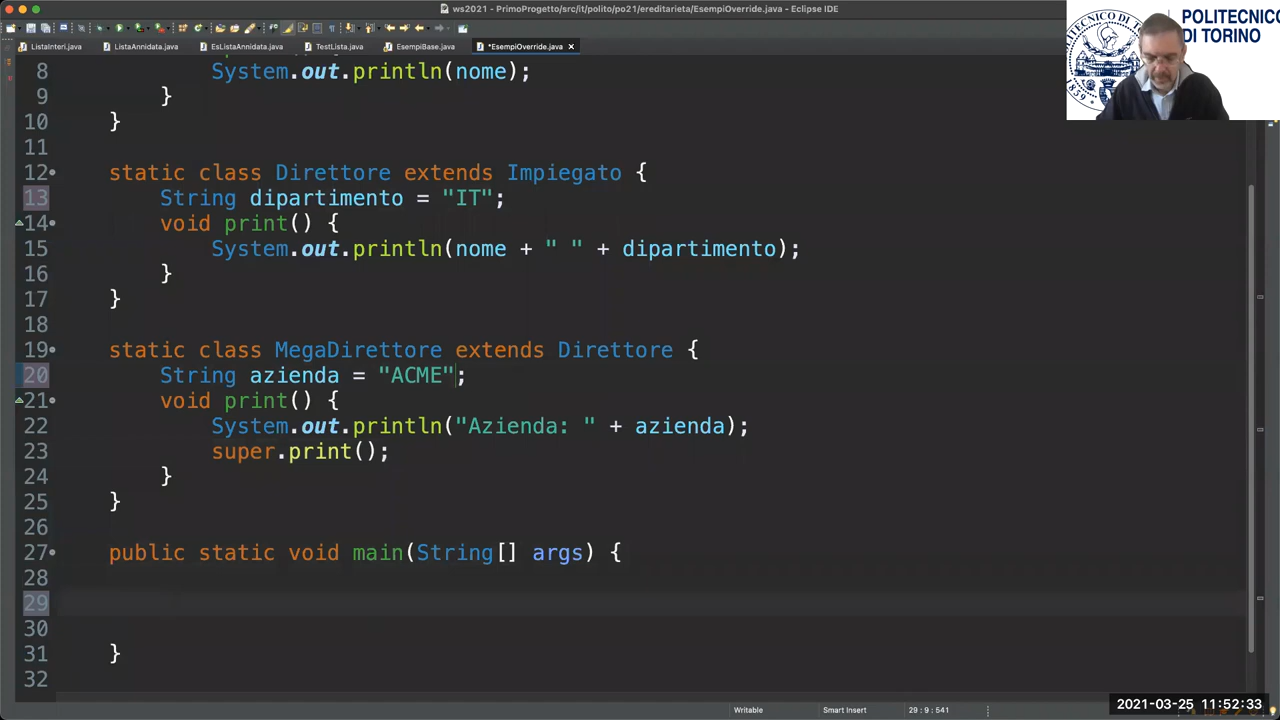 ws2021 - PrimoProgetto/src/it/polito/po21/ereditarieta/EsempiOverride.java - Eclipse IDE
ListaInteri.java
ListaAnnidata.java
EsListaAnnidata.java
TestLista.java
EsempiBase.java
*EsempiOverride.java
POLITECNICO
DI TORINO
8 System.out.println(nome);
9 }
10 }
11
12 static class Direttore extends Impiegato {
13 String dipartimento = "IT";
14 void print() {
15 System.out.println(nome + " " + dipartimento);
16 }
17 }
18
19 static class MegaDirettore extends Direttore {
20 String azienda = "ACME";
21 void print() {
22 System.out.println("Azienda: " + azienda);
23 super.print();
24 }
25 }
26
27 public static void main(String[] args) {
28
29
30
31 }
32
Writable
Smart Insert
29 : 9 : 541
2021-03-25 11:52:33